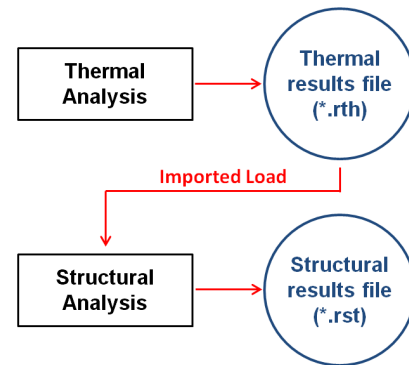 Thermal
Analysis
Thermal
results file
(*.rth)
Imported Load
Structural
Analysis
Structural
results file
(*.rst)